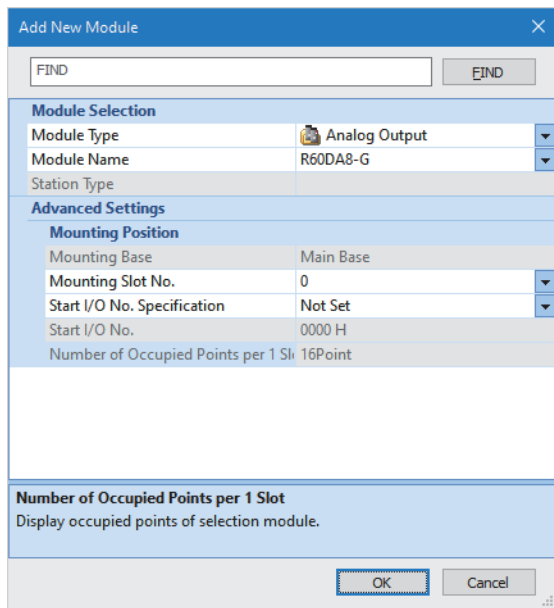 Add New Module
FIND
FIND
Module Selection
Module Type Analog Output
Module Name R60DA8-G
Station Type
Advanced Settings
Mounting Position
Mounting Base Main Base
Mounting Slot No. 0
Start I/O No. Specification Not Set
Start I/O No. 0000 H
Number of Occupied Points per 1 Sl 16Point
Number of Occupied Points per 1 Slot
Display occupied points of selection module.
OK Cancel